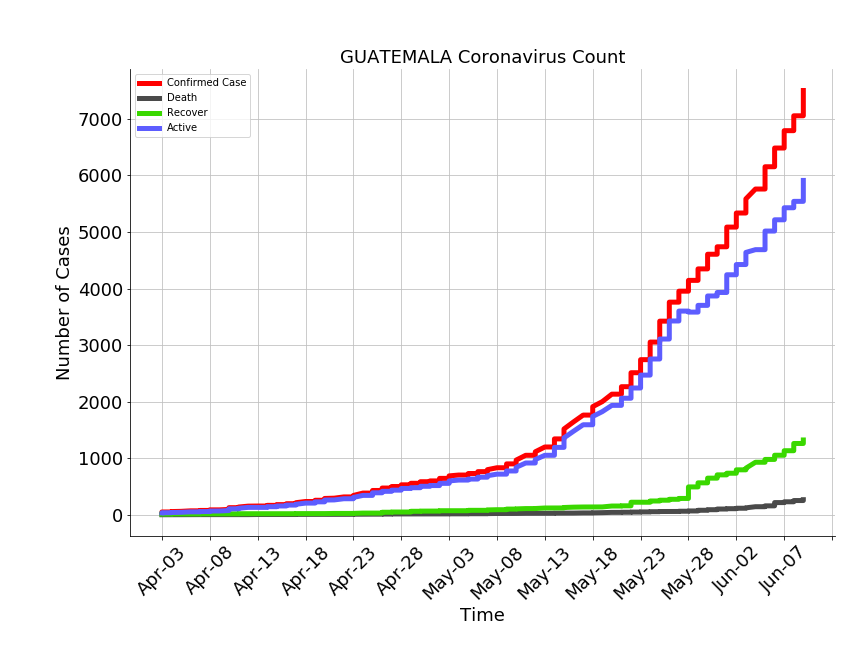 GUATEMALA Coronavirus Count
Confirmed Case
Death
Recover
Active
7000
6000
5000
4000
3000
2000
1000
0
Number of Cases
Apr-03
Apr-08
Apr-13
Apr-18
Apr-23
Apr-28
May-03
May-08
May-13
May-18
May-23
May-28
Jun-02
Jun-07
Time